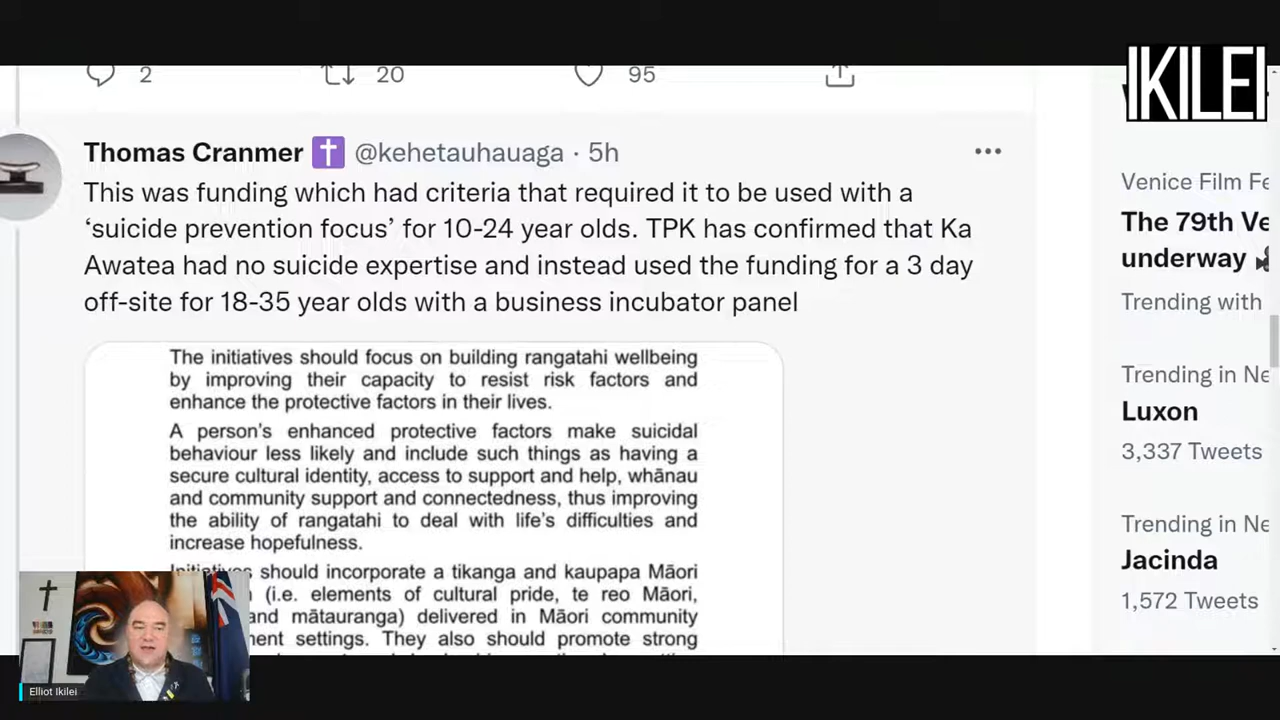 IKILEI
2 20 95
Thomas Cranmer @kehetauhauaga · 5h
This was funding which had criteria that required it to be used with a
‘suicide prevention focus’ for 10-24 year olds. TPK has confirmed that Ka
Awatea had no suicide expertise and instead used the funding for a 3 day
off-site for 18-35 year olds with a business incubator panel
The initiatives should focus on building rangatahi wellbeing
by improving their capacity to resist risk factors and
enhance the protective factors in their lives.
A person's enhanced protective factors make suicidal
behaviour less likely and include such things as having a
secure cultural identity, access to support and help, whānau
and community support and connectedness, thus improving
the ability of rangatahi to deal with life's difficulties and
increase hopefulness.
Initiatives should incorporate a tikanga and kaupapa Māori
(i.e. elements of cultural pride, te reo Māori,
and mātauranga) delivered in Māori community
ment settings. They also should promote strong
Venice Film Fe
The 79th Ve
underway
Trending with
Trending in Ne
Luxon
3,337 Tweets
Trending in Ne
Jacinda
1,572 Tweets
Elliot Ikilei